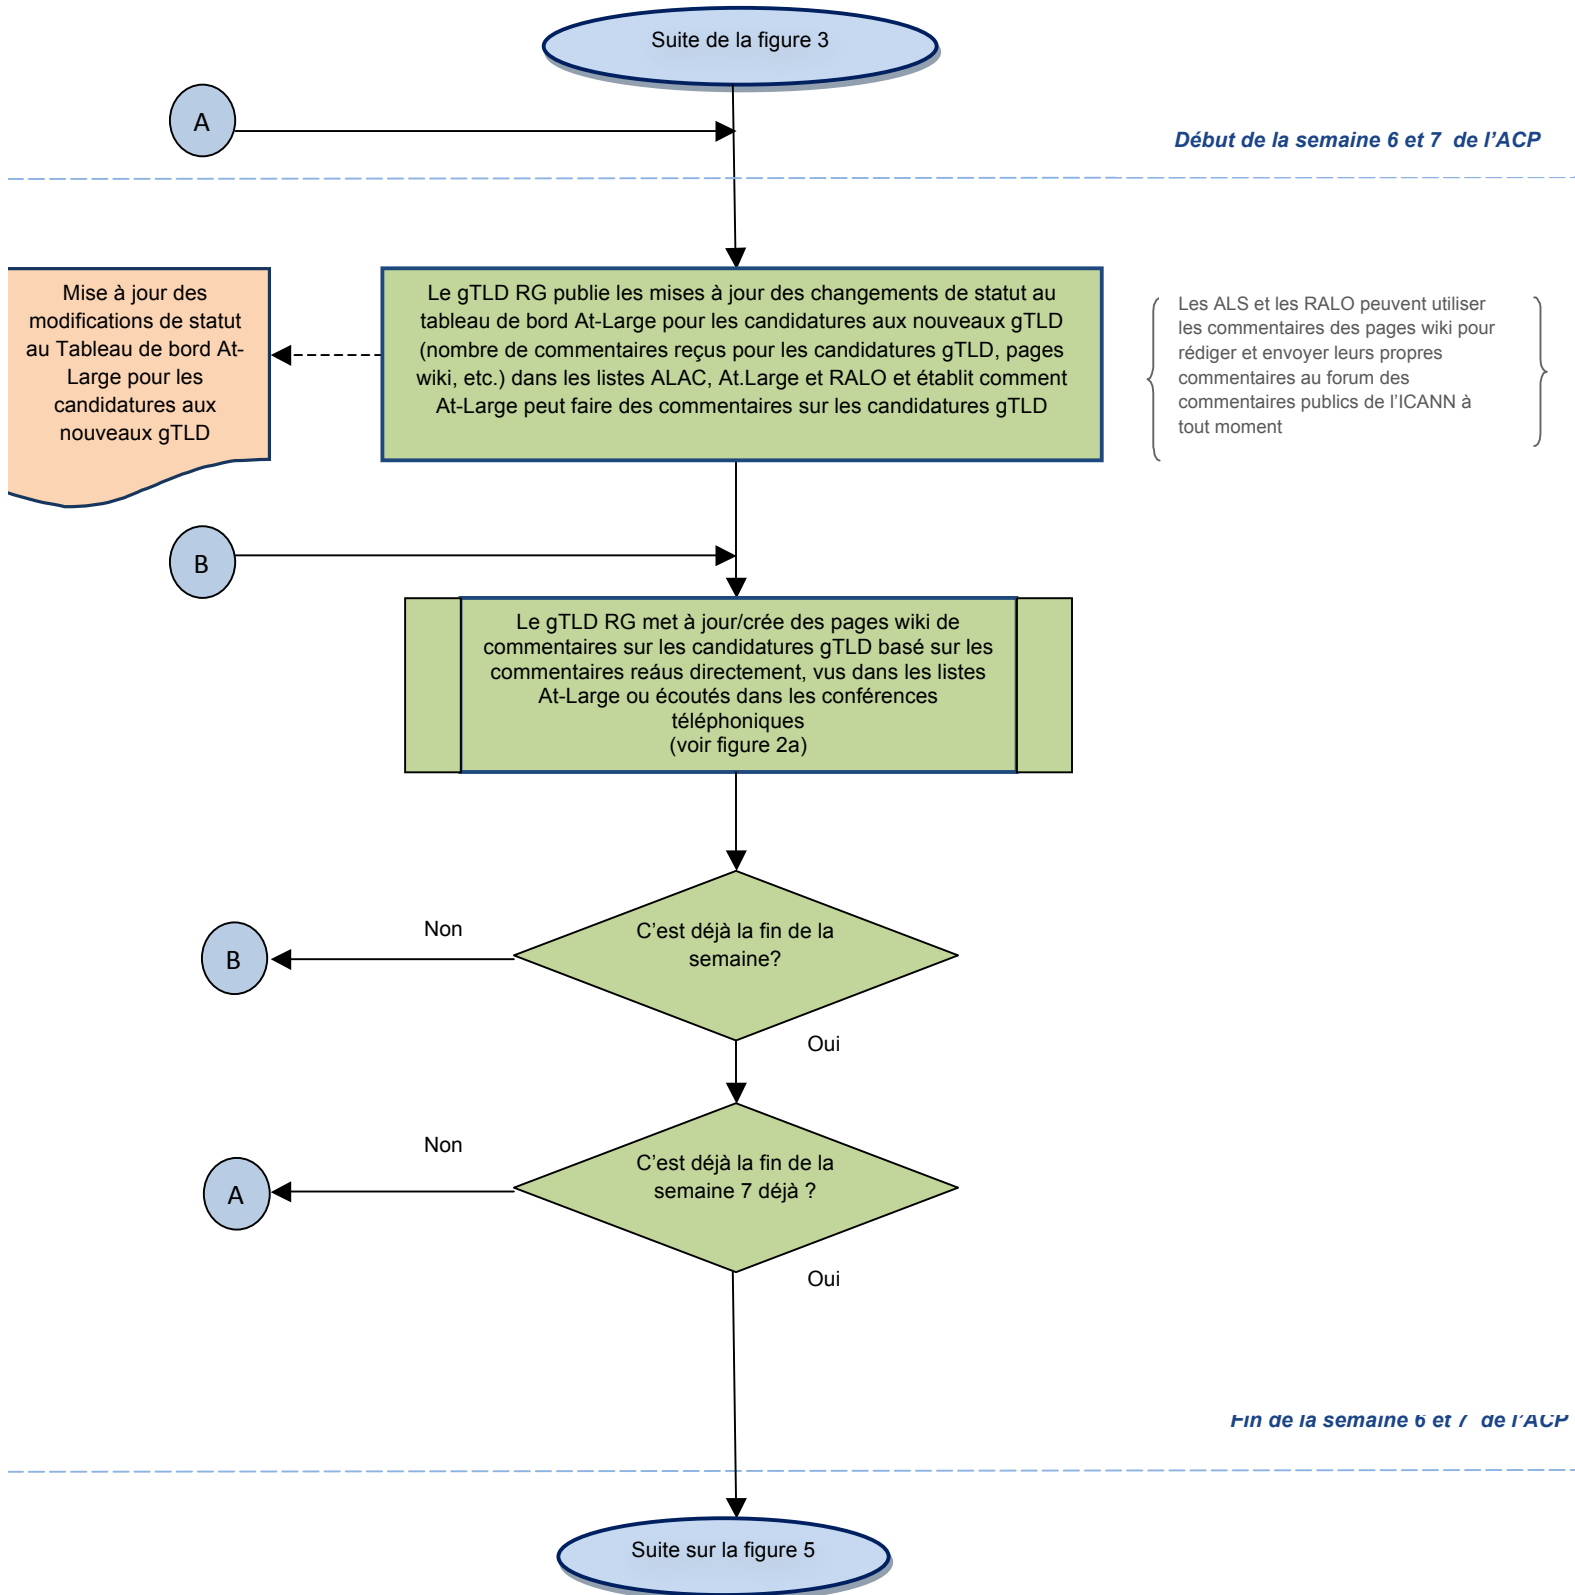 Suite de la figure 3
A
Début de la semaine 6 et 7 de l'ACP
Mise à jour des
modifications de statut
au Tableau de bord At-
Large pour les
candidatures aux
nouveaux gTLD
Le gTLD RG publie les mises à jour des changements de statut au
tableau de bord At-Large pour les candidatures aux nouveaux gTLD
(nombre de commentaires reçus pour les candidatures gTLD, pages
wiki, etc.) dans les listes ALAC, At.Large et RALO et établit comment
At-Large peut faire des commentaires sur les candidatures gTLD
Les ALS et les RALO peuvent utiliser
les commentaires des pages wiki pour
rédiger et envoyer leurs propres
commentaires au forum des
commentaires publics de l'ICANN à
tout moment
B
Le gTLD RG met à jour/crée des pages wiki de
commentaires sur les candidatures gTLD basé sur les
commentaires reáus directement, vus dans les listes
At-Large ou écoutés dans les conférences
téléphoniques
(voir figure 2a)
Non
C'est déjà la fin de la
semaine?
B
Oui
Non
C'est déjà la fin de la
semaine 7 déjà ?
A
Oui
Fin de la semaine 6 et 7 de l'ACP
Suite sur la figure 5